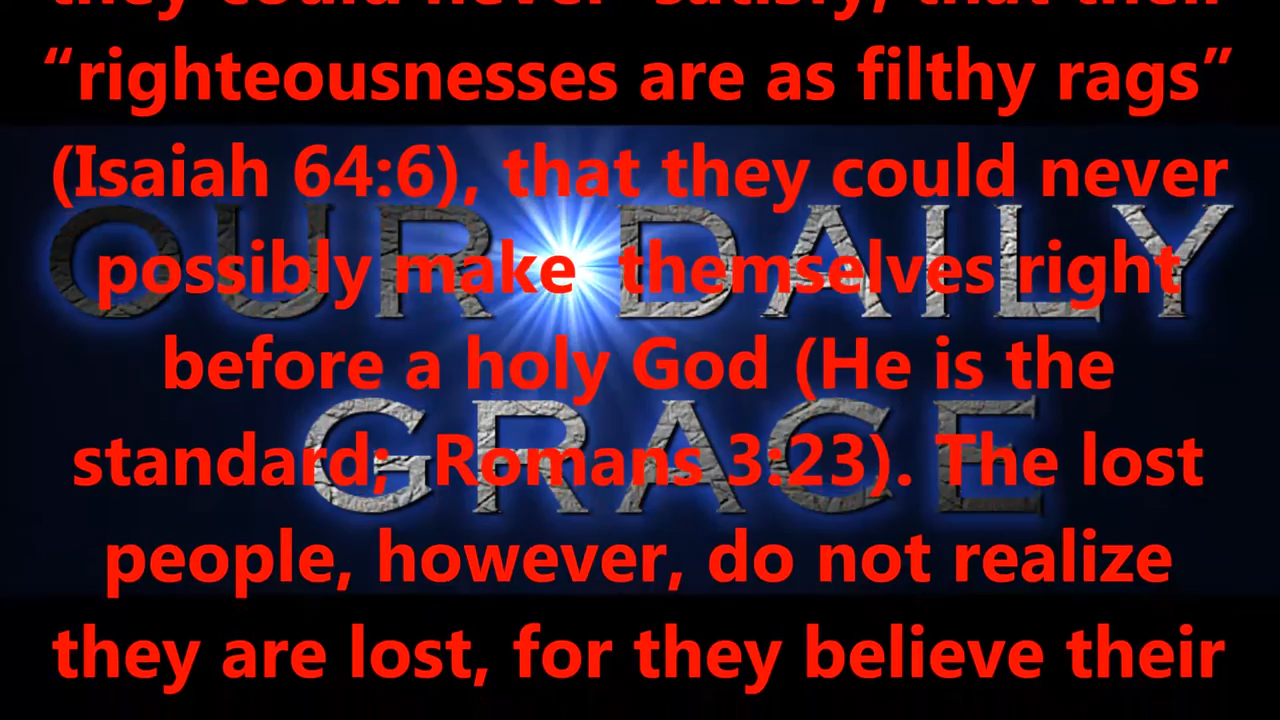 they could never satisfy, that their
“righteousnesses are as filthy rags”
(Isaiah 64:6), that they could never
possibly make themselves right
before a holy God (He is the
standard; Romans 3:23). The lost
people, however, do not realize
they are lost, for they believe their
OUR DAILY
GRACE